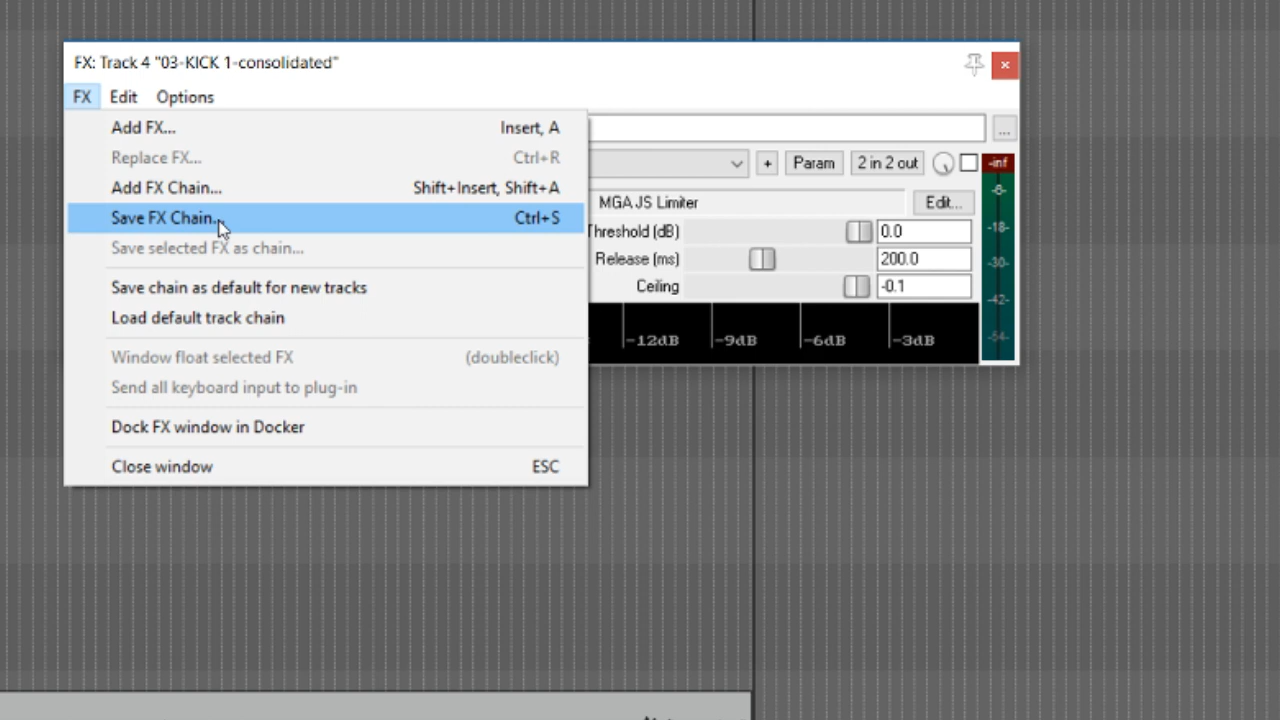 FX: Track 4 "03-KICK 1-consolidated"
FX Edit Options
Add FX... Insert, A
Replace FX... Ctrl+R
Add FX Chain... Shift+Insert, Shift+A
Save FX Chain... Ctrl+S
Save selected FX as chain...
Save chain as default for new tracks
Load default track chain
Window float selected FX (doubleclick)
Send all keyboard input to plug-in
Dock FX window in Docker
Close window ESC
...
+ Param 2 in 2 out -inf
MGA JS Limiter Edit...
Threshold (dB) 0.0
Release (ms) 200.0
Ceiling -0.1
-12dB -9dB -6dB -3dB
-6-
-18-
-30-
-42-
-54-